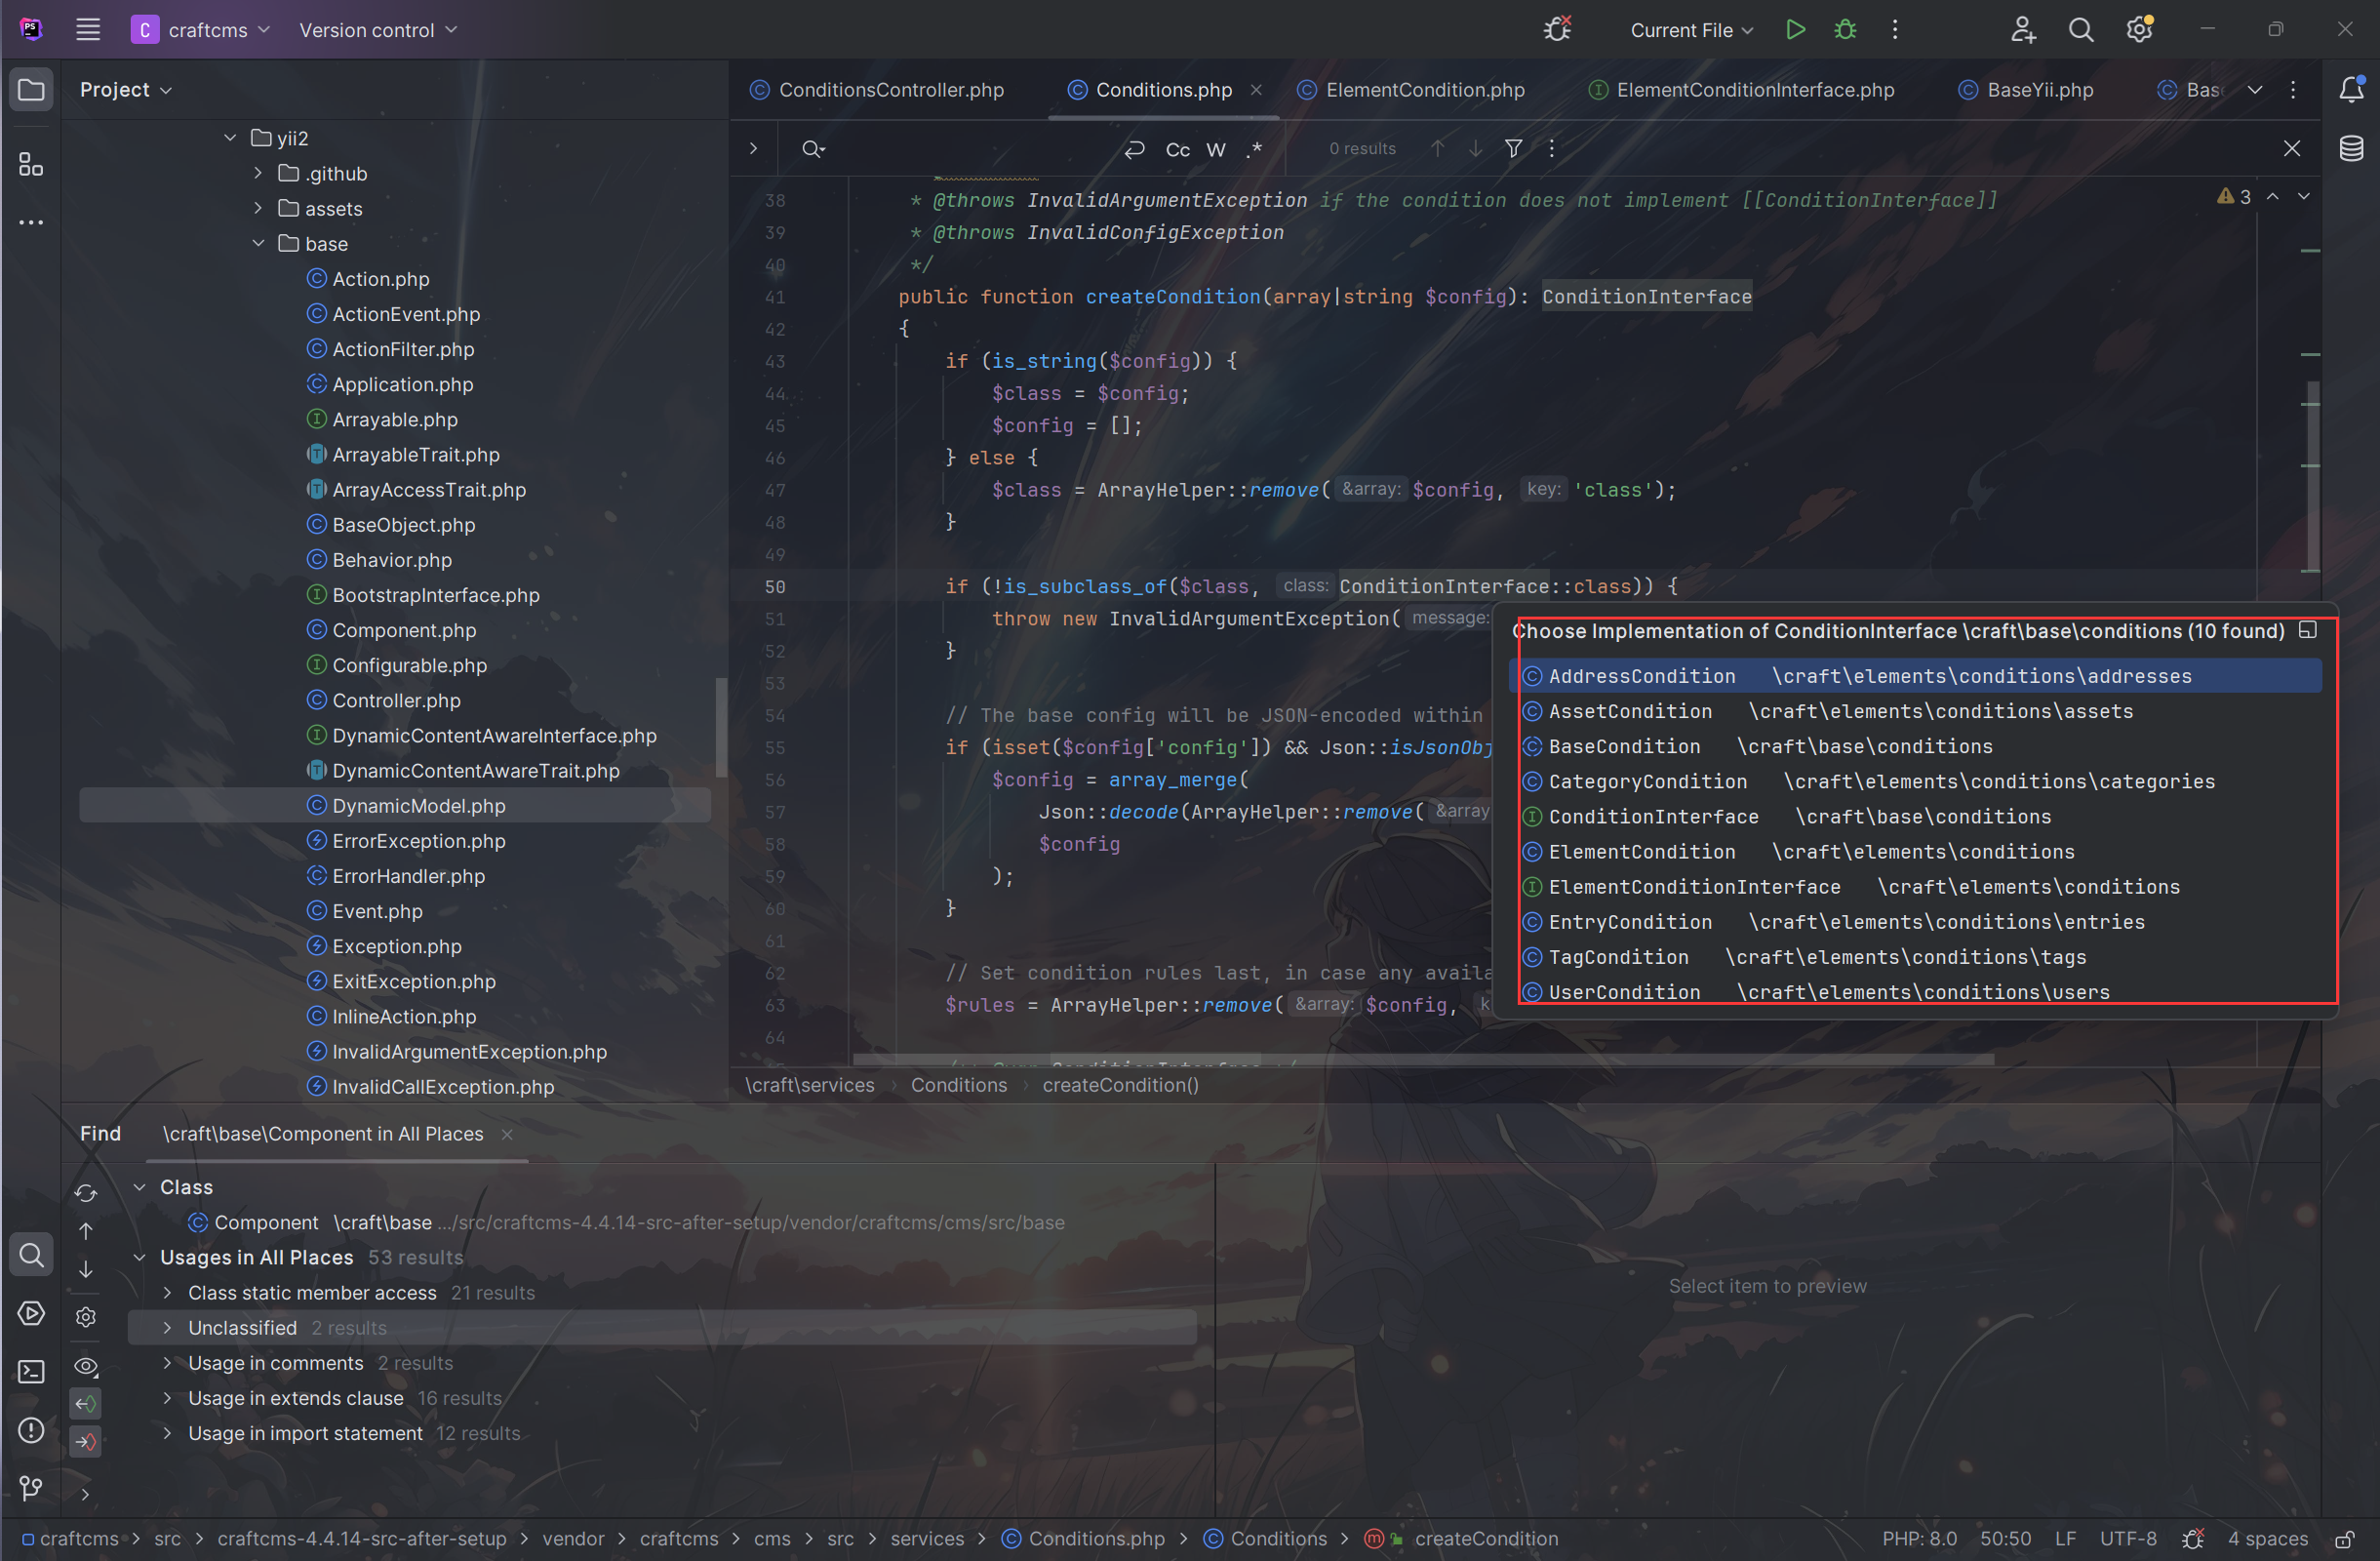 C craftcms Version control Current File
Project
yii2
.github
assets
base
Action.php
ActionEvent.php
ActionFilter.php
Application.php
Arrayable.php
ArrayableTrait.php
ArrayAccessTrait.php
BaseObject.php
Behavior.php
BootstrapInterface.php
Component.php
Configurable.php
Controller.php
DynamicContentAwareInterface.php
DynamicContentAwareTrait.php
DynamicModel.php
ErrorException.php
ErrorHandler.php
Event.php
Exception.php
ExitException.php
InlineAction.php
InvalidArgumentException.php
InvalidCallException.php
ConditionsController.php Conditions.php ElementCondition.php ElementConditionInterface.php BaseYii.php Bas
Cc W .* 0 results
3
38 * @throws InvalidArgumentException if the condition does not implement [[ConditionInterface]]
39 * @throws InvalidConfigException
40 */
41 public function createCondition(array|string $config): ConditionInterface
42 {
43 if (is_string($config)) {
44 $class = $config;
45 $config = [];
46 } else {
47 $class = ArrayHelper::remove( &array: $config, key: 'class');
48 }
49
50 if (!is_subclass_of($class, class: ConditionInterface::class)) {
51 throw new InvalidArgumentException( message:
52 }
53
54 // The base config will be JSON-encoded within
55 if (isset($config['config']) && Json::isJsonObj
56 $config = array_merge(
57 Json::decode(ArrayHelper::remove( &array
58 $config
59 );
60 }
61
62 // Set condition rules last, in case any availa
63 $rules = ArrayHelper::remove( &array: $config, k
64
Choose Implementation of ConditionInterface \craft\base\conditions (10 found)
AddressCondition \craft\elements\conditions\addresses
AssetCondition \craft\elements\conditions\assets
BaseCondition \craft\base\conditions
CategoryCondition \craft\elements\conditions\categories
ConditionInterface \craft\base\conditions
ElementCondition \craft\elements\conditions
ElementConditionInterface \craft\elements\conditions
EntryCondition \craft\elements\conditions\entries
TagCondition \craft\elements\conditions\tags
UserCondition \craft\elements\conditions\users
\craft\services Conditions createCondition()
Find \craft\base\Component in All Places
Class
Component \craft\base .../src/craftcms-4.4.14-src-after-setup/vendor/craftcms/cms/src/base
Usages in All Places 53 results
Class static member access 21 results
Unclassified 2 results
Usage in comments 2 results
Usage in extends clause 16 results
Usage in import statement 12 results
Select item to preview
craftcms src craftcms-4.4.14-src-after-setup vendor craftcms cms src services Conditions.php Conditions createCondition PHP: 8.0 50:50 LF UTF-8 4 spaces